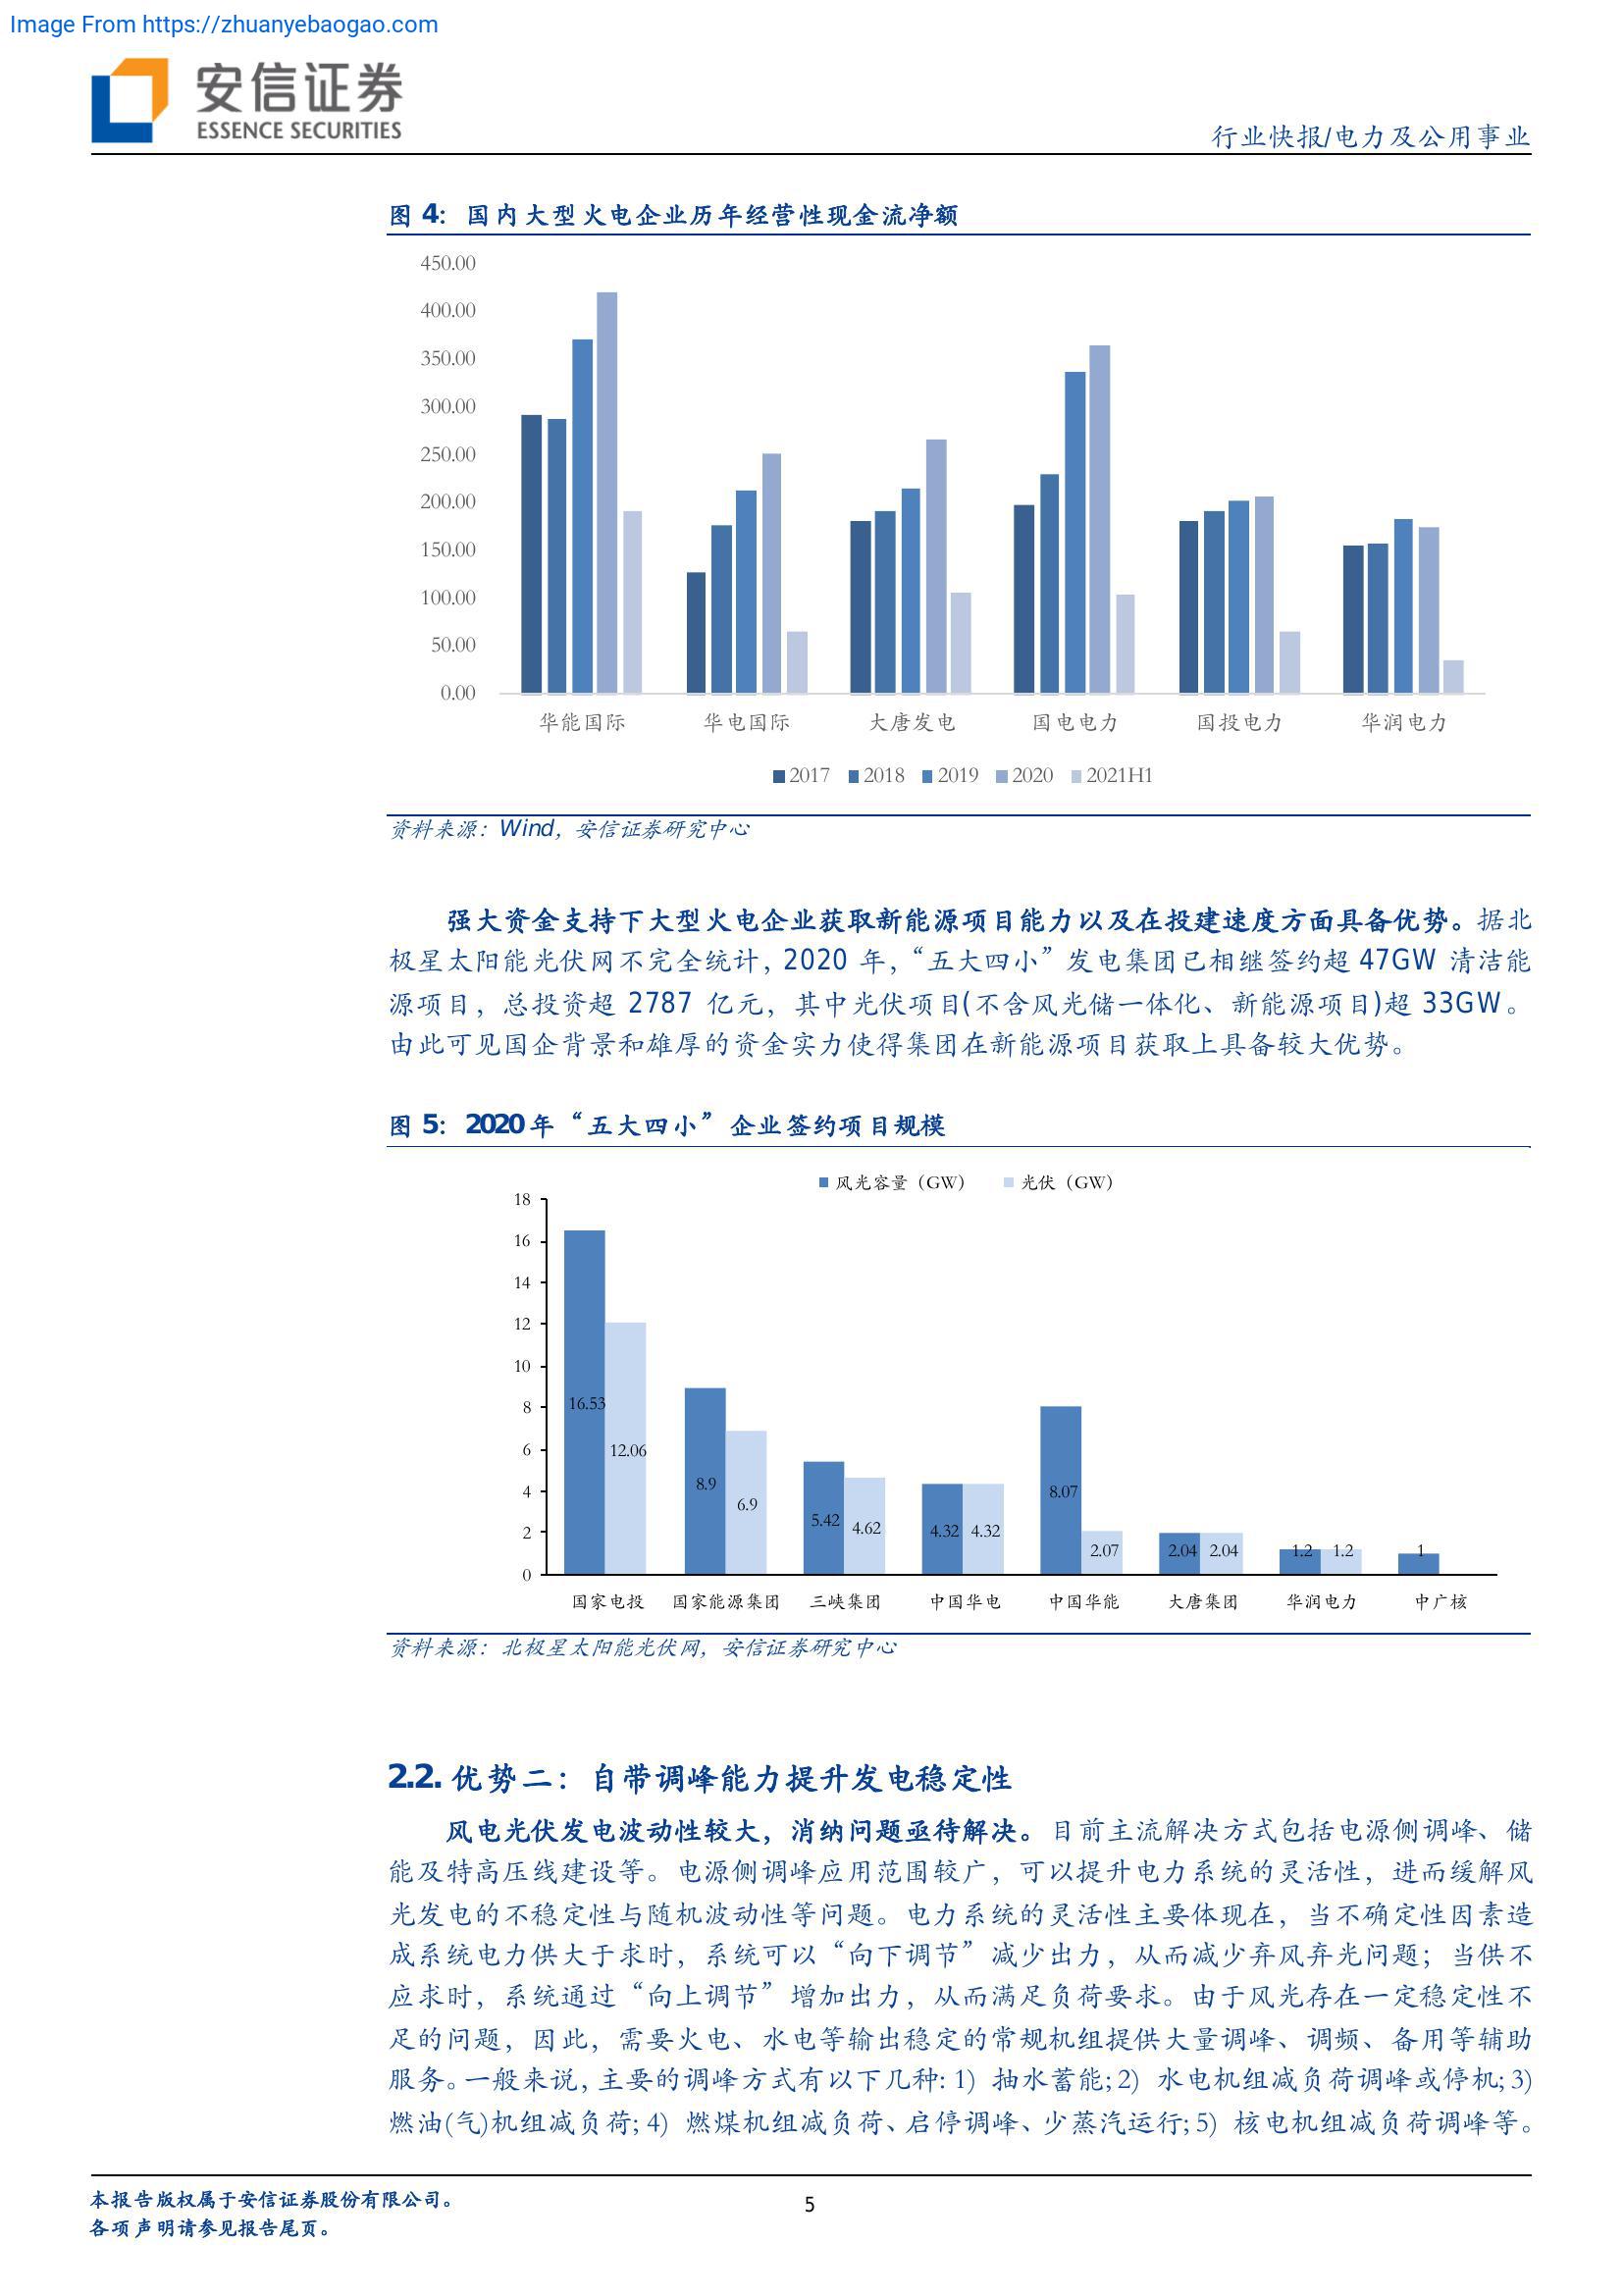 Image From https://zhuanyebaogao.com
安信证券
ESSENCE SECURITIES
行业快报/电力及公用事业
图 4: 国内大型火电企业历年经营性现金流净额
450.00
400.00
350.00
300.00
250.00
200.00
150.00
100.00
50.00
0.00
华能国际 华电国际 大唐发电 国电电力 国投电力 华润电力
2017 2018 2019 2020 2021H1
资料来源：Wind，安信证券研究中心
强大资金支持下大型火电企业获取新能源项目能力以及在投建速度方面具备优势。据北
极星太阳能光伏网不完全统计，2020 年，“五大四小”发电集团已相继签约超 47GW 清洁能
源项目，总投资超 2787 亿元，其中光伏项目(不含风光储一体化、新能源项目)超 33GW。
由此可见国企背景和雄厚的资金实力使得集团在新能源项目获取上具备较大优势。
图 5: 2020 年“五大四小”企业签约项目规模
风光容量（GW） 光伏（GW）
18
16
14
12
10
8
6
4
2
0
16.53 12.06 8.9 6.9 5.42 4.62 4.32 4.32 8.07 2.07 2.04 2.04 1.2 1.2 1
国家电投 国家能源集团 三峡集团 中国华电 中国华能 大唐集团 华润电力 中广核
资料来源：北极星太阳能光伏网，安信证券研究中心
2.2. 优势二：自带调峰能力提升发电稳定性
风电光伏发电波动性较大，消纳问题亟待解决。目前主流解决方式包括电源侧调峰、储
能及特高压线建设等。电源侧调峰应用范围较广，可以提升电力系统的灵活性，进而缓解风
光发电的不稳定性与随机波动性等问题。电力系统的灵活性主要体现在，当不确定性因素造
成系统电力供大于求时，系统可以“向下调节”减少出力，从而减少弃风弃光问题；当供不
应求时，系统通过“向上调节”增加出力，从而满足负荷要求。由于风光存在一定稳定性不
足的问题，因此，需要火电、水电等输出稳定的常规机组提供大量调峰、调频、备用等辅助
服务。一般来说，主要的调峰方式有以下几种: 1) 抽水蓄能; 2) 水电机组减负荷调峰或停机; 3)
燃油(气)机组减负荷; 4) 燃煤机组减负荷、启停调峰、少蒸汽运行; 5) 核电机组减负荷调峰等。
本报告版权属于安信证券股份有限公司。
各项声明请参见报告尾页。
5